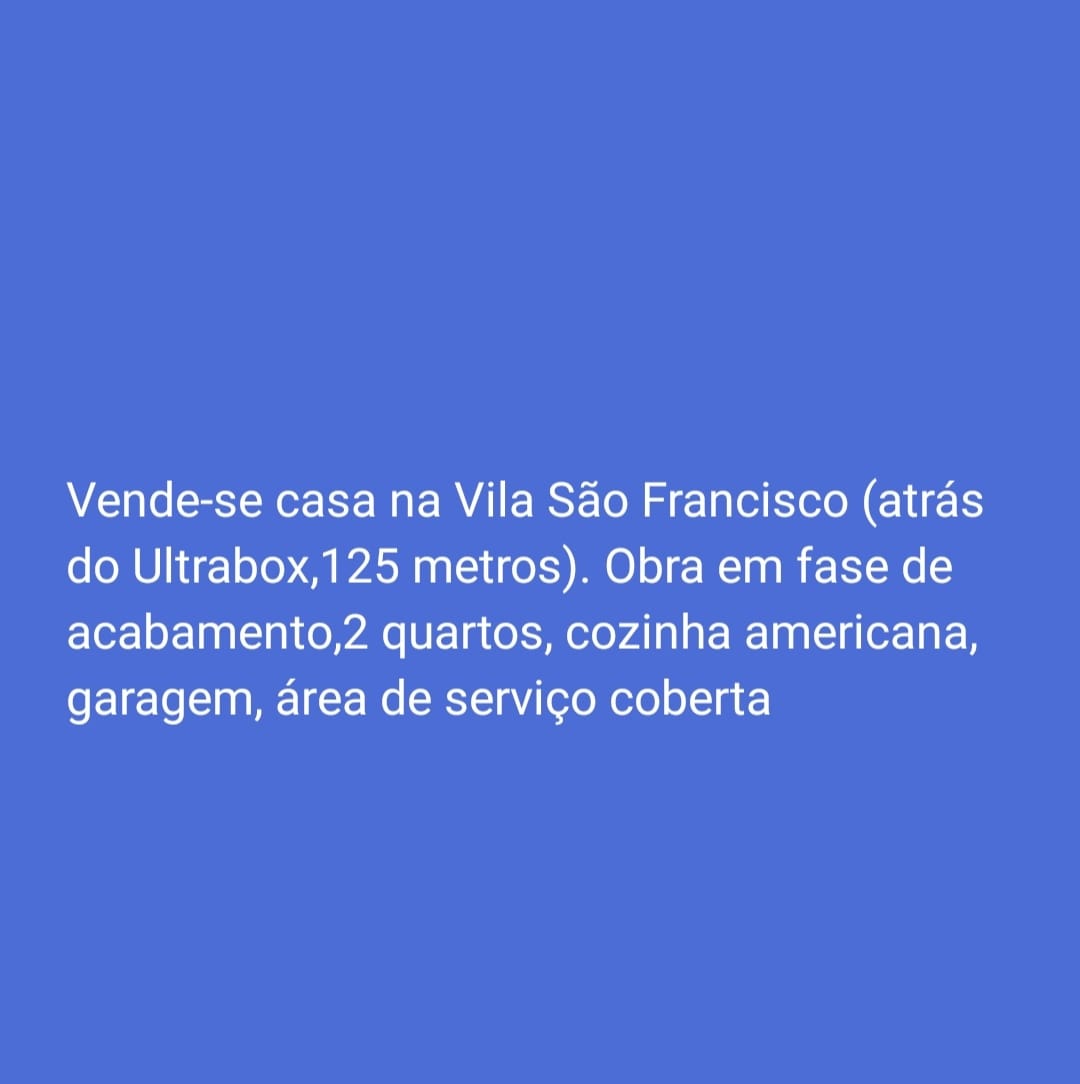 Vende-se casa na Vila São Francisco (atrás
do Ultrabox,125 metros). Obra em fase de
acabamento,2 quartos, cozinha americana,
garagem, área de serviço coberta